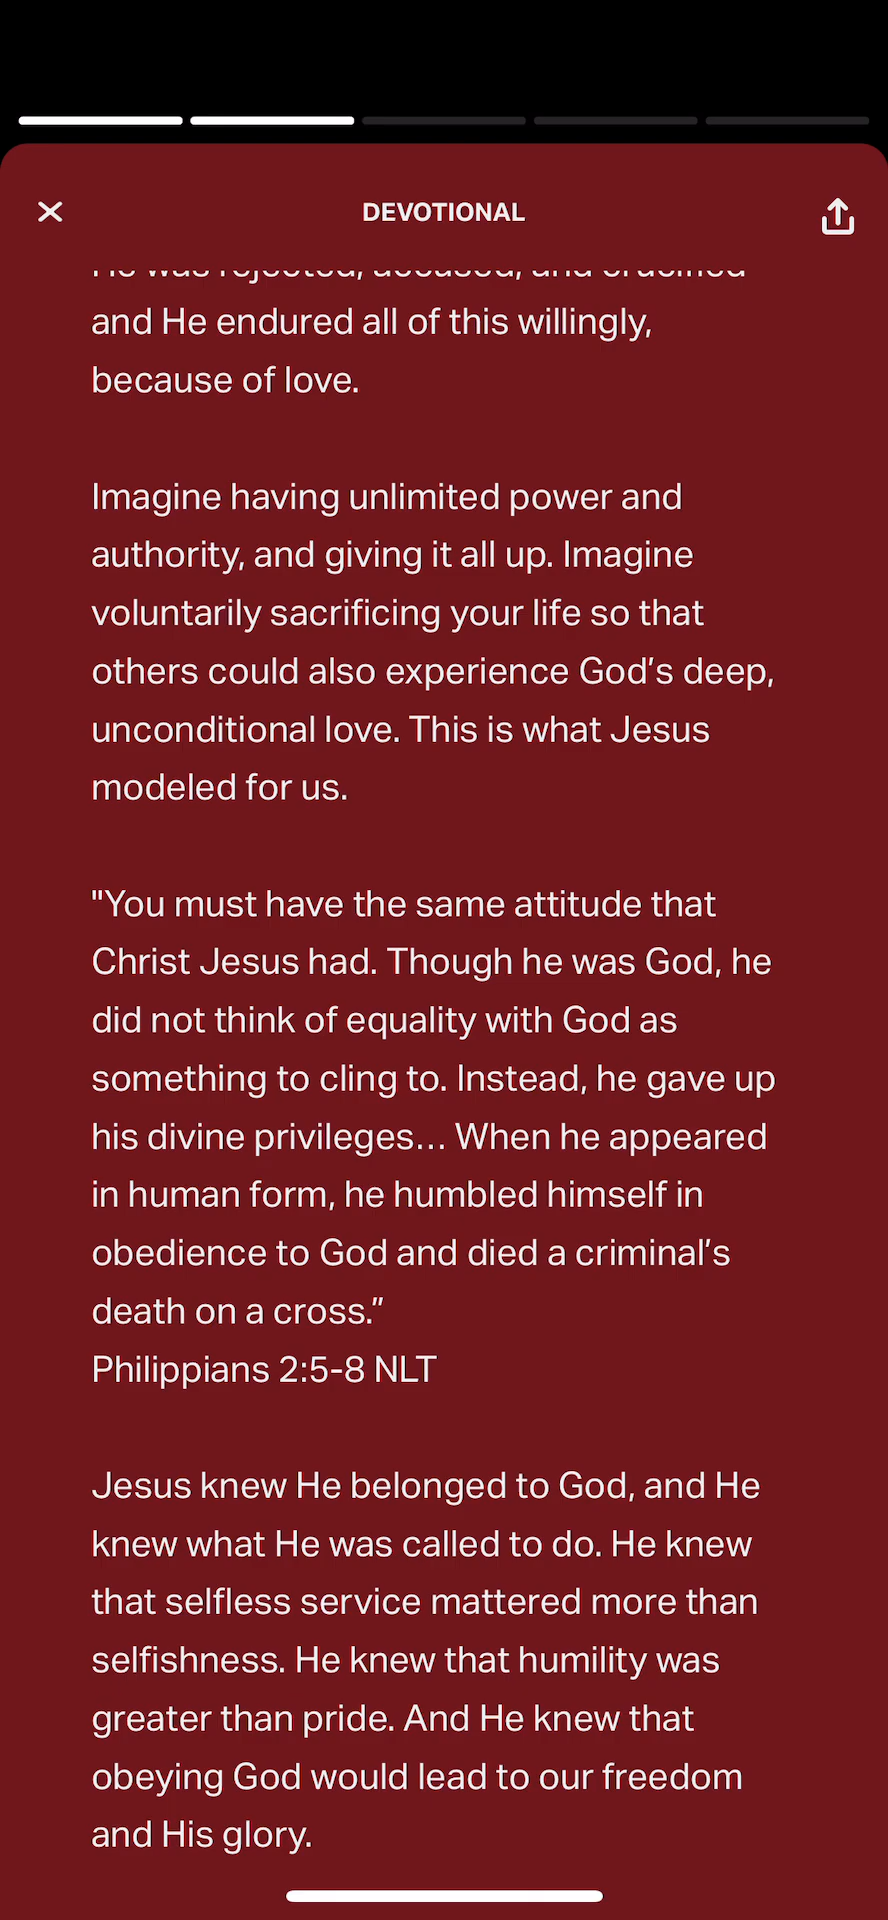 DEVOTIONAL
He was rejected, accused, and crucified
and He endured all of this willingly,
because of love.
Imagine having unlimited power and
authority, and giving it all up. Imagine
voluntarily sacrificing your life so that
others could also experience God’s deep,
unconditional love. This is what Jesus
modeled for us.
"You must have the same attitude that
Christ Jesus had. Though he was God, he
did not think of equality with God as
something to cling to. Instead, he gave up
his divine privileges… When he appeared
in human form, he humbled himself in
obedience to God and died a criminal’s
death on a cross.”
Philippians 2:5-8 NLT
Jesus knew He belonged to God, and He
knew what He was called to do. He knew
that selfless service mattered more than
selfishness. He knew that humility was
greater than pride. And He knew that
obeying God would lead to our freedom
and His glory.